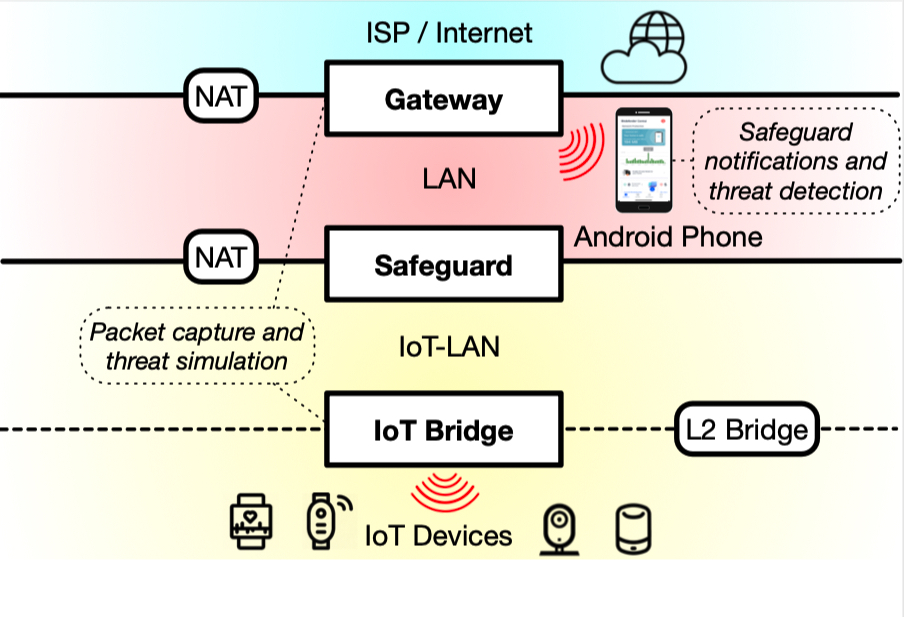 ISP / Internet
NAT
Gateway
Safeguard
notifications and
threat detection
LAN
Android Phone
NAT
Safeguard
Packet capture and
threat simulation
IoT-LAN
IoT Bridge
L2 Bridge
IoT Devices